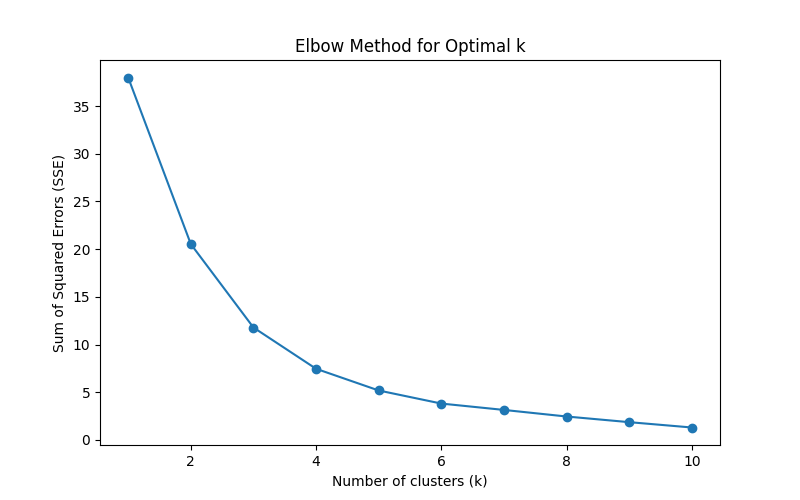 Elbow Method for Optimal k
Sum of Squared Errors (SSE)
35
30
25
20
15
10
5
0
2 4 6 8 10
Number of clusters (k)